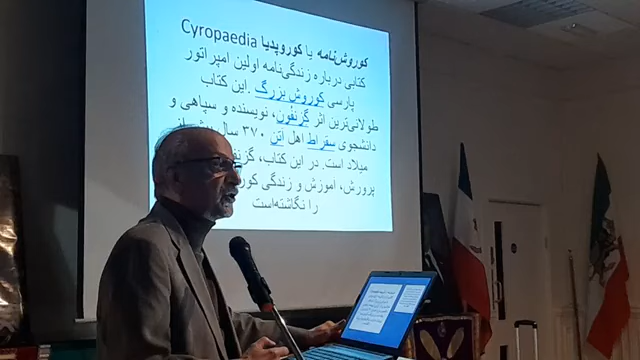 کوروش‌نامه یا کوروپدیا Cyropaedia
کتابی درباره زندگی‌نامه اولین امپراتور
پارسی کوروش بزرگ .این کتاب
طولانی‌ترین اثر گزنفون، نویسنده و سپاهی و
دانشجوی سقراط اهل آتن ۳۷۰ سال
میلاد است. در این کتاب،
پرورش، آموزش و زندگی
را نگاشته‌است